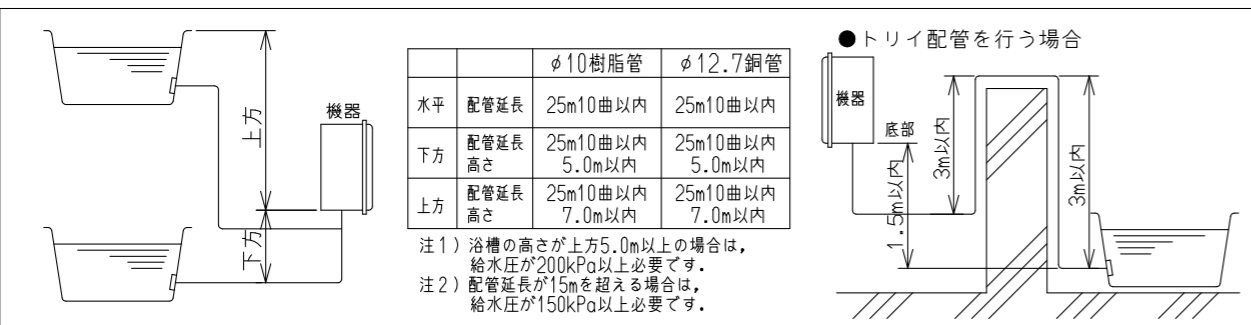 上方
下方
機器
φ10樹脂管 φ12.7銅管
水平 配管延長 25m10曲以内 25m10曲以内
下方 配管延長 25m10曲以内 25m10曲以内
高さ 5.0m以内 5.0m以内
上方 配管延長 25m10曲以内 25m10曲以内
高さ 7.0m以内 7.0m以内
注1）浴槽の高さが上方5.0m以上の場合は，
給水圧が200kPa以上必要です．
注2）配管延長が15mを超える場合は，
給水圧が150kPa以上必要です．
●トリイ配管を行う場合
機器
底部
1.5m以内
3m以内
3m以内